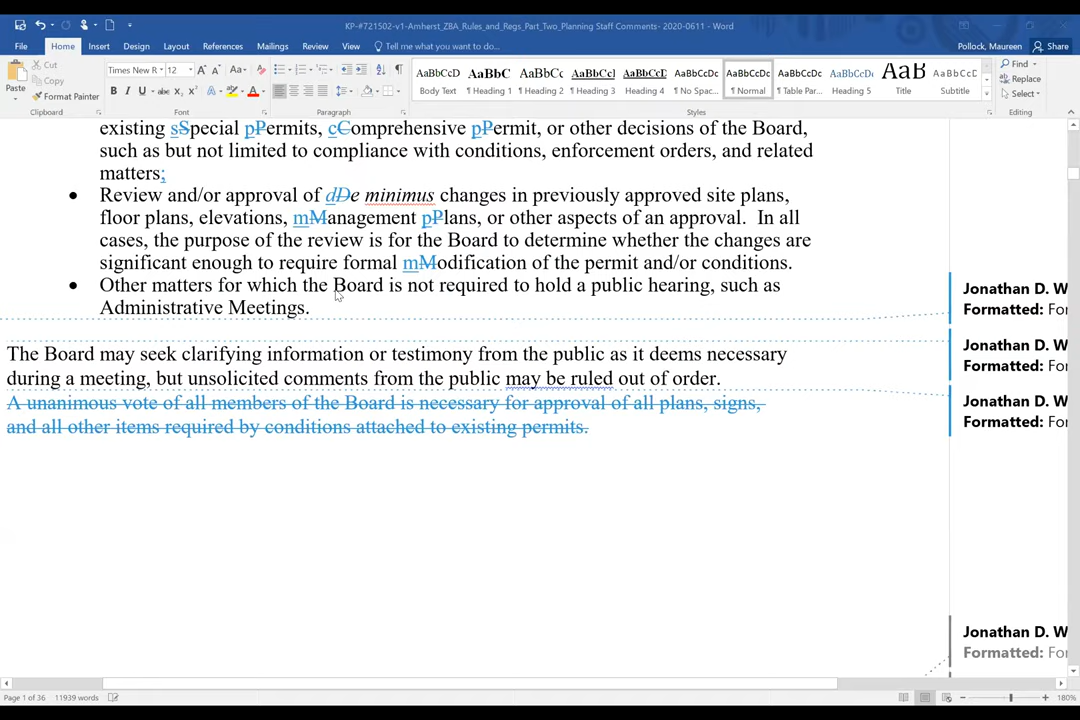 KP-#721502-v1-Amherst_ZBA_Rules_and_Regs_Part_Two_Planning Staff Comments- 2020-0611 - Word
File Home Insert Design Layout References Mailings Review View Tell me what you want to do... Pollock, Maureen Share
Paste Cut Copy Format Painter
Times New R 12
AaBbCcD AaBbC AaBbCc AaBbCcI AaBbCcD AaBbCcDc AaBbCcDc AaBbCcDc AaBbCcDc AaB AaBbCcD
Body Text ¶ Heading 1 ¶ Heading 2 ¶ Heading 3 ¶ Heading 4 ¶ No Spac... ¶ Normal ¶ Table Par... Heading 5 Title Subtitle
Find Replace Select
Clipboard Font Paragraph Styles Editing
existing sSpecial pPermits, cComprehensive pPermit, or other decisions of the Board,
such as but not limited to compliance with conditions, enforcement orders, and related
matters;
• Review and/or approval of dDe minimus changes in previously approved site plans,
floor plans, elevations, mManagement pPlans, or other aspects of an approval. In all
cases, the purpose of the review is for the Board to determine whether the changes are
significant enough to require formal mModification of the permit and/or conditions.
• Other matters for which the Board is not required to hold a public hearing, such as
Administrative Meetings.
The Board may seek clarifying information or testimony from the public as it deems necessary
during a meeting, but unsolicited comments from the public may be ruled out of order.
A unanimous vote of all members of the Board is necessary for approval of all plans, signs,
and all other items required by conditions attached to existing permits.
Jonathan D. W
Formatted: Fo
Jonathan D. W
Formatted: Fo
Jonathan D. W
Formatted: Fo
Jonathan D. W
Formatted: Fo
Page 1 of 36 11939 words 180%